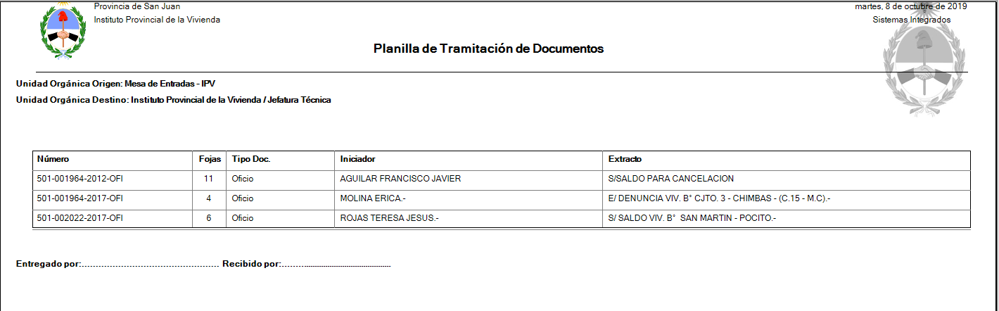 Provincia de San Juan
martes, 8 de octubre de 2019
Instituto Provincial de la Vivienda
Sistemas Integrados
Planilla de Tramitación de Documentos
Unidad Orgánica Origen: Mesa de Entradas - IPV
Unidad Orgánica Destino: Instituto Provincial de la Vivienda / Jefatura Técnica
Número Fojas Tipo Doc. Iniciador Extracto
501-001964-2012-OFI 11 Oficio AGUILAR FRANCISCO JAVIER S/SALDO PARA CANCELACION
501-001964-2017-OFI 4 Oficio MOLINA ERICA.- E/ DENUNCIA VIV. B° CJTO. 3 - CHIMBAS - (C.15 - M.C).-
501-002022-2017-OFI 6 Oficio ROJAS TERESA JESUS.- S/ SALDO VIV. B° SAN MARTIN - POCITO.-
Entregado por:................................................. Recibido por:..................................................